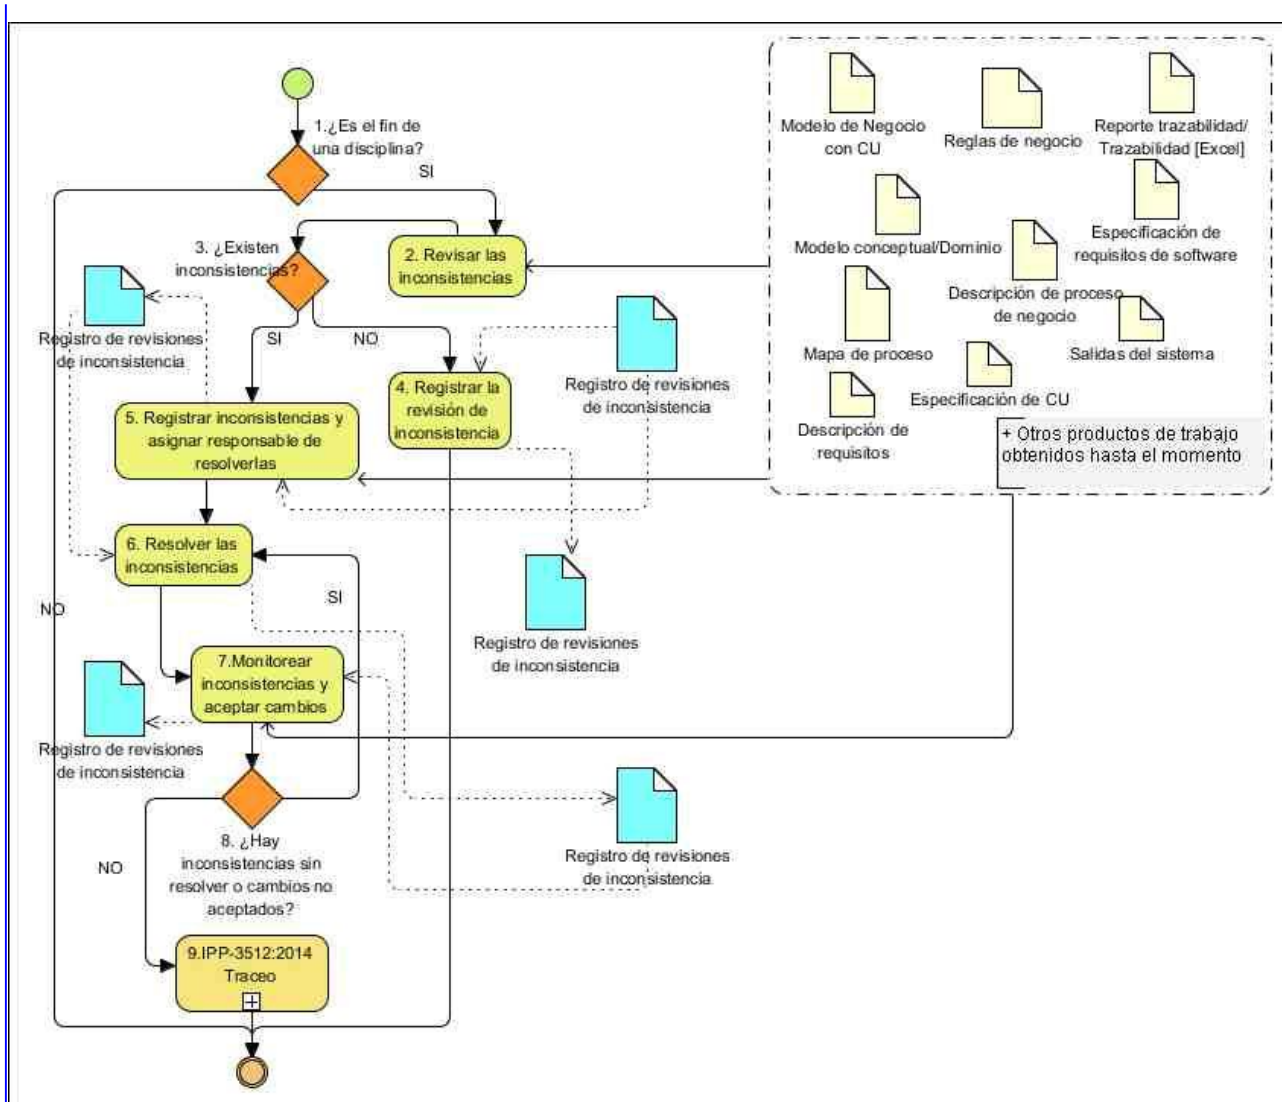 1.¿Es el fin de
una disciplina?
SI
3. ¿Existen
inconsistencias?
2. Revisar las
inconsistencias
Registro de revisiones
de inconsistencia
SI
NO
4. Registrar la
revisión de
inconsistencia
Registro de revisiones
de inconsistencia
5. Registrar inconsistencias y
asignar responsable de
resolverlas
6. Resolver las
inconsistencias
Registro de revisiones
de inconsistencia
NO
SI
7.Monitorear
inconsistencias y
aceptar cambios
Registro de revisiones
de inconsistencia
Registro de revisiones
de inconsistencia
8. ¿Hay
inconsistencias sin
resolver o cambios no
aceptados?
NO
9.IPP-3512:2014
Traceo
Modelo de Negocio
con CU
Reglas de negocio
Reporte trazabilidad/
Trazabilidad [Excel]
Modelo conceptual/Dominio
Especificación de
requisitos de software
Descripción de proceso
de negocio
Mapa de proceso
Salidas del sistema
Especificación de CU
Descripción de
requisitos
+ Otros productos de trabajo
obtenidos hasta el momento